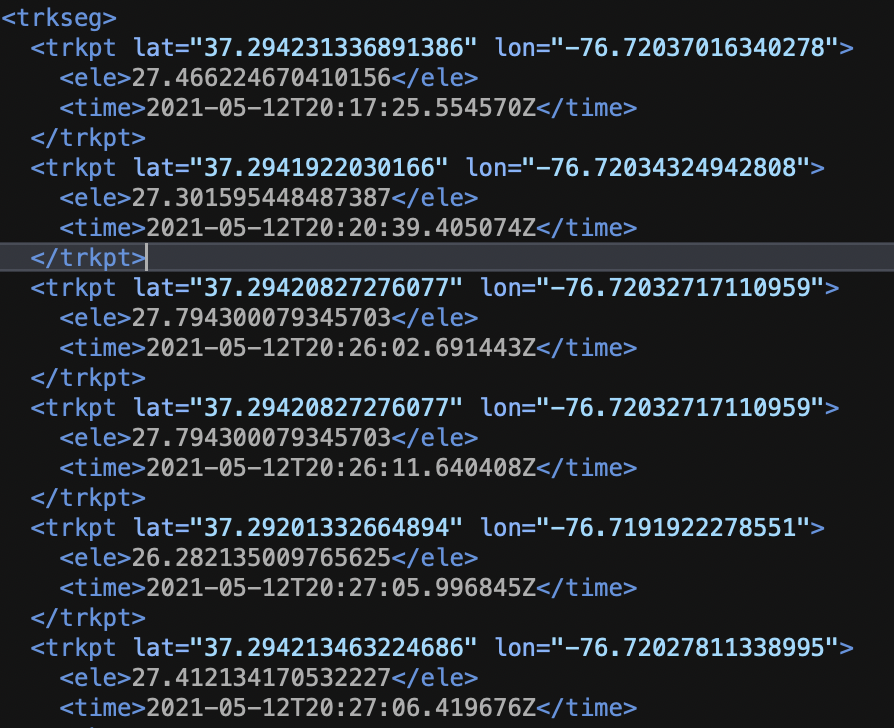 <trkseg>
<trkpt lat="37.294231336891386" lon="-76.72037016340278">
<ele>27.466224670410156</ele>
<time>2021-05-12T20:17:25.554570Z</time>
</trkpt>
<trkpt lat="37.2941922030166" lon="-76.72034324942808">
<ele>27.301595448487387</ele>
<time>2021-05-12T20:20:39.405074Z</time>
</trkpt>
<trkpt lat="37.29420827276077" lon="-76.72032717110959">
<ele>27.794300079345703</ele>
<time>2021-05-12T20:26:02.691443Z</time>
</trkpt>
<trkpt lat="37.29420827276077" lon="-76.72032717110959">
<ele>27.794300079345703</ele>
<time>2021-05-12T20:26:11.640408Z</time>
</trkpt>
<trkpt lat="37.29201332664894" lon="-76.7191922278551">
<ele>26.282135009765625</ele>
<time>2021-05-12T20:27:05.996845Z</time>
</trkpt>
<trkpt lat="37.294213463224686" lon="-76.72027811338995">
<ele>27.412134170532227</ele>
<time>2021-05-12T20:27:06.419676Z</time>